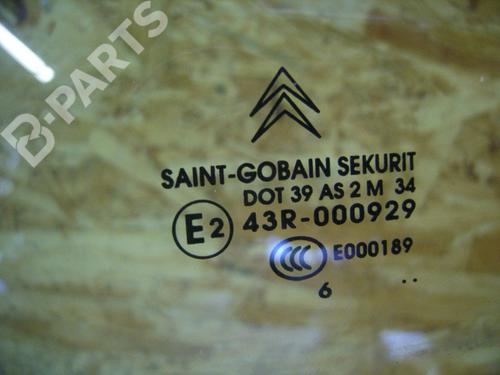 B-PARTS
SAINT-GOBAIN SEKURIT
DOT 39 AS 2 M 34
E2 43R-000929
CCC E000189
6 ..